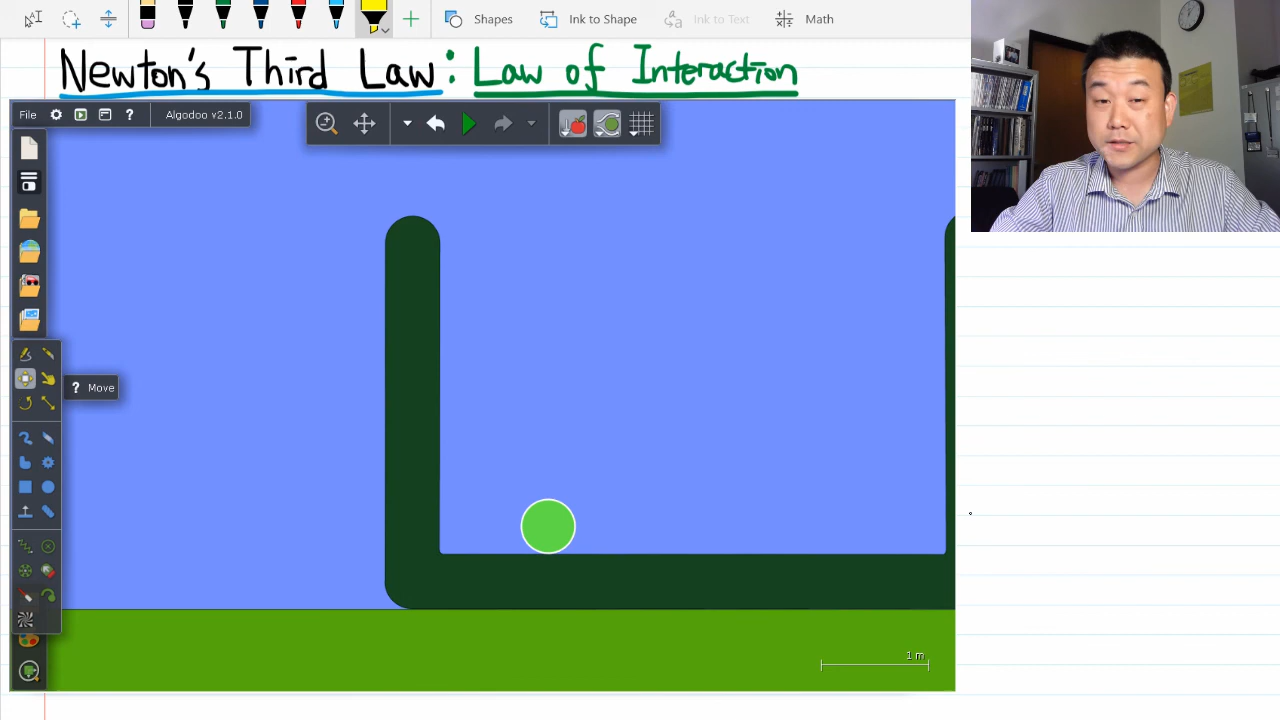 Shapes Ink to Shape Ink to Text Math
Newton's Third Law: Law of Interaction
File ? Algodoo v2.1.0
? Move
1 m